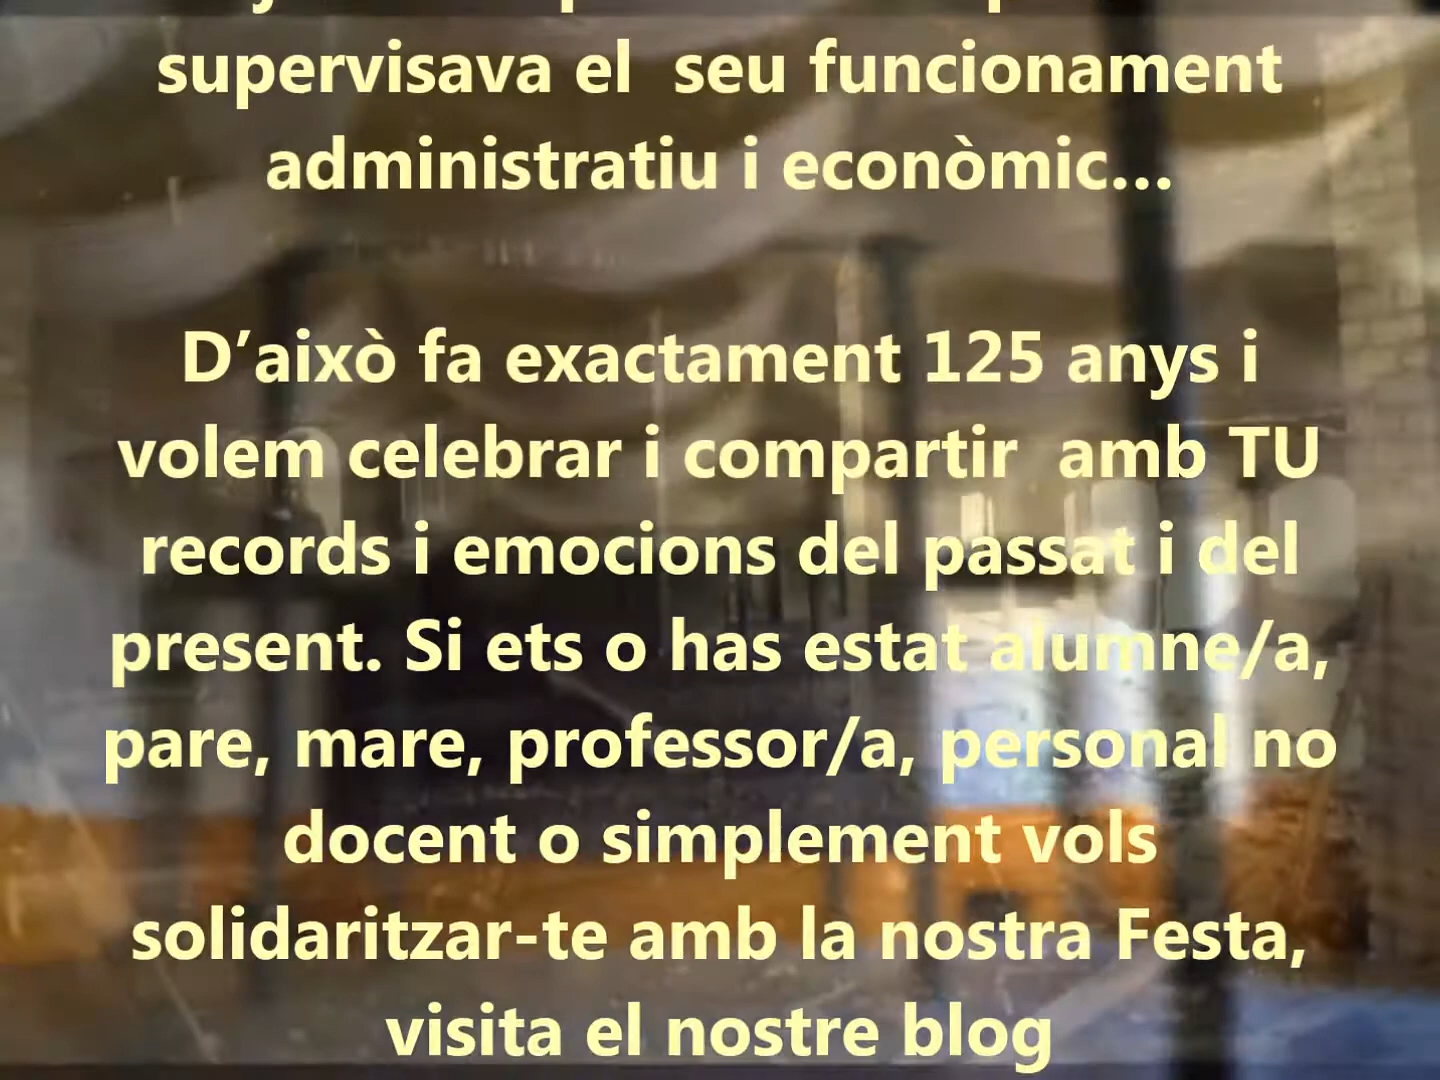 supervisava el  seu funcionament
administratiu i econòmic...
D’això fa exactament 125 anys i
volem celebrar i compartir  amb TU
records i emocions del passat i del
present. Si ets o has estat alumne/a,
pare, mare, professor/a, personal no
docent o simplement vols
solidaritzar-te amb la nostra Festa,
visita el nostre blog